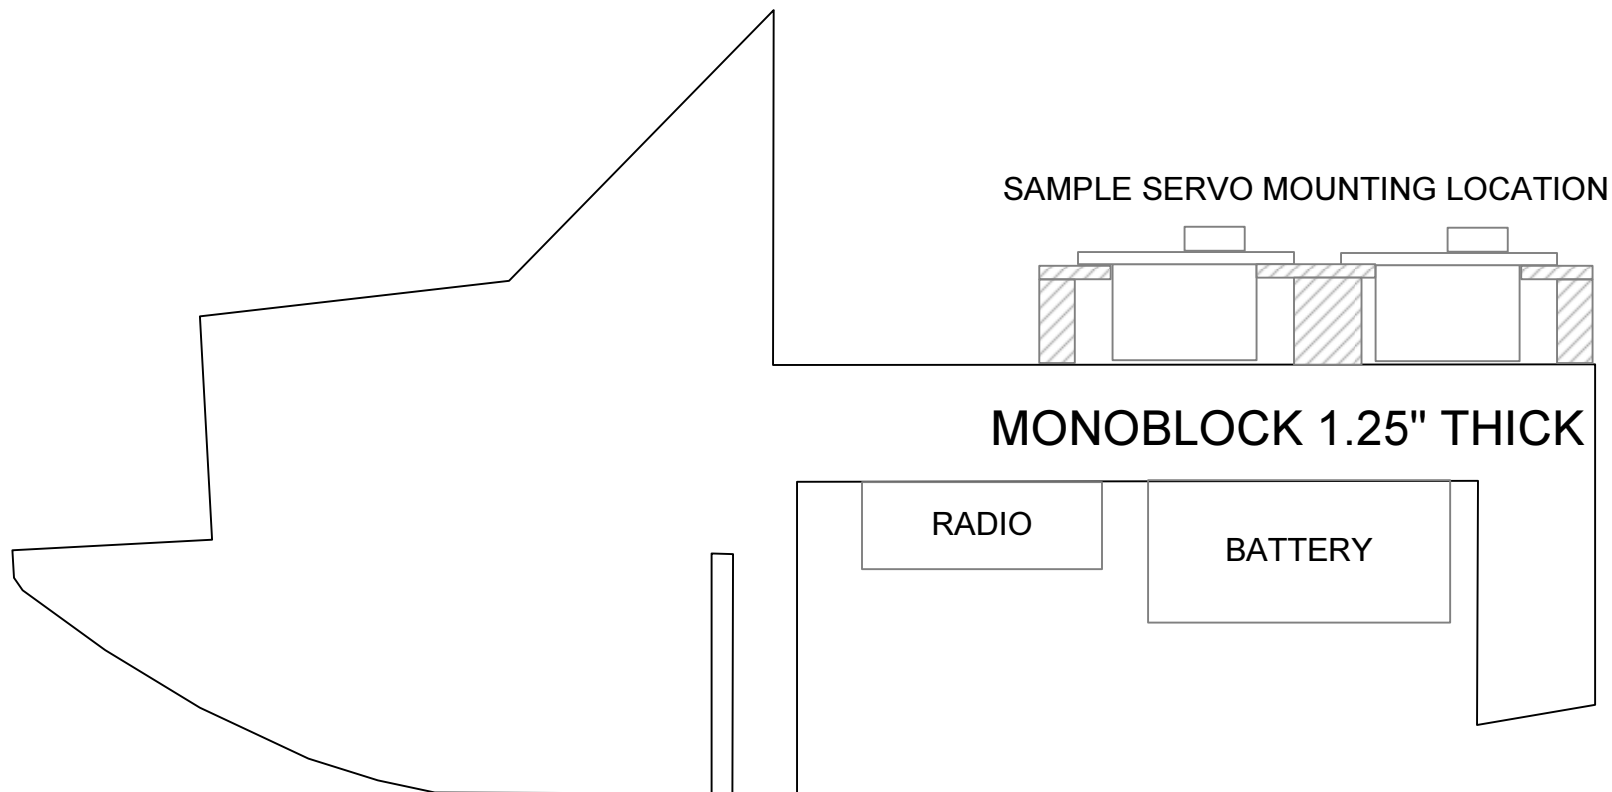 SAMPLE SERVO MOUNTING LOCATION
MONOBLOCK 1.25" THICK
RADIO
BATTERY